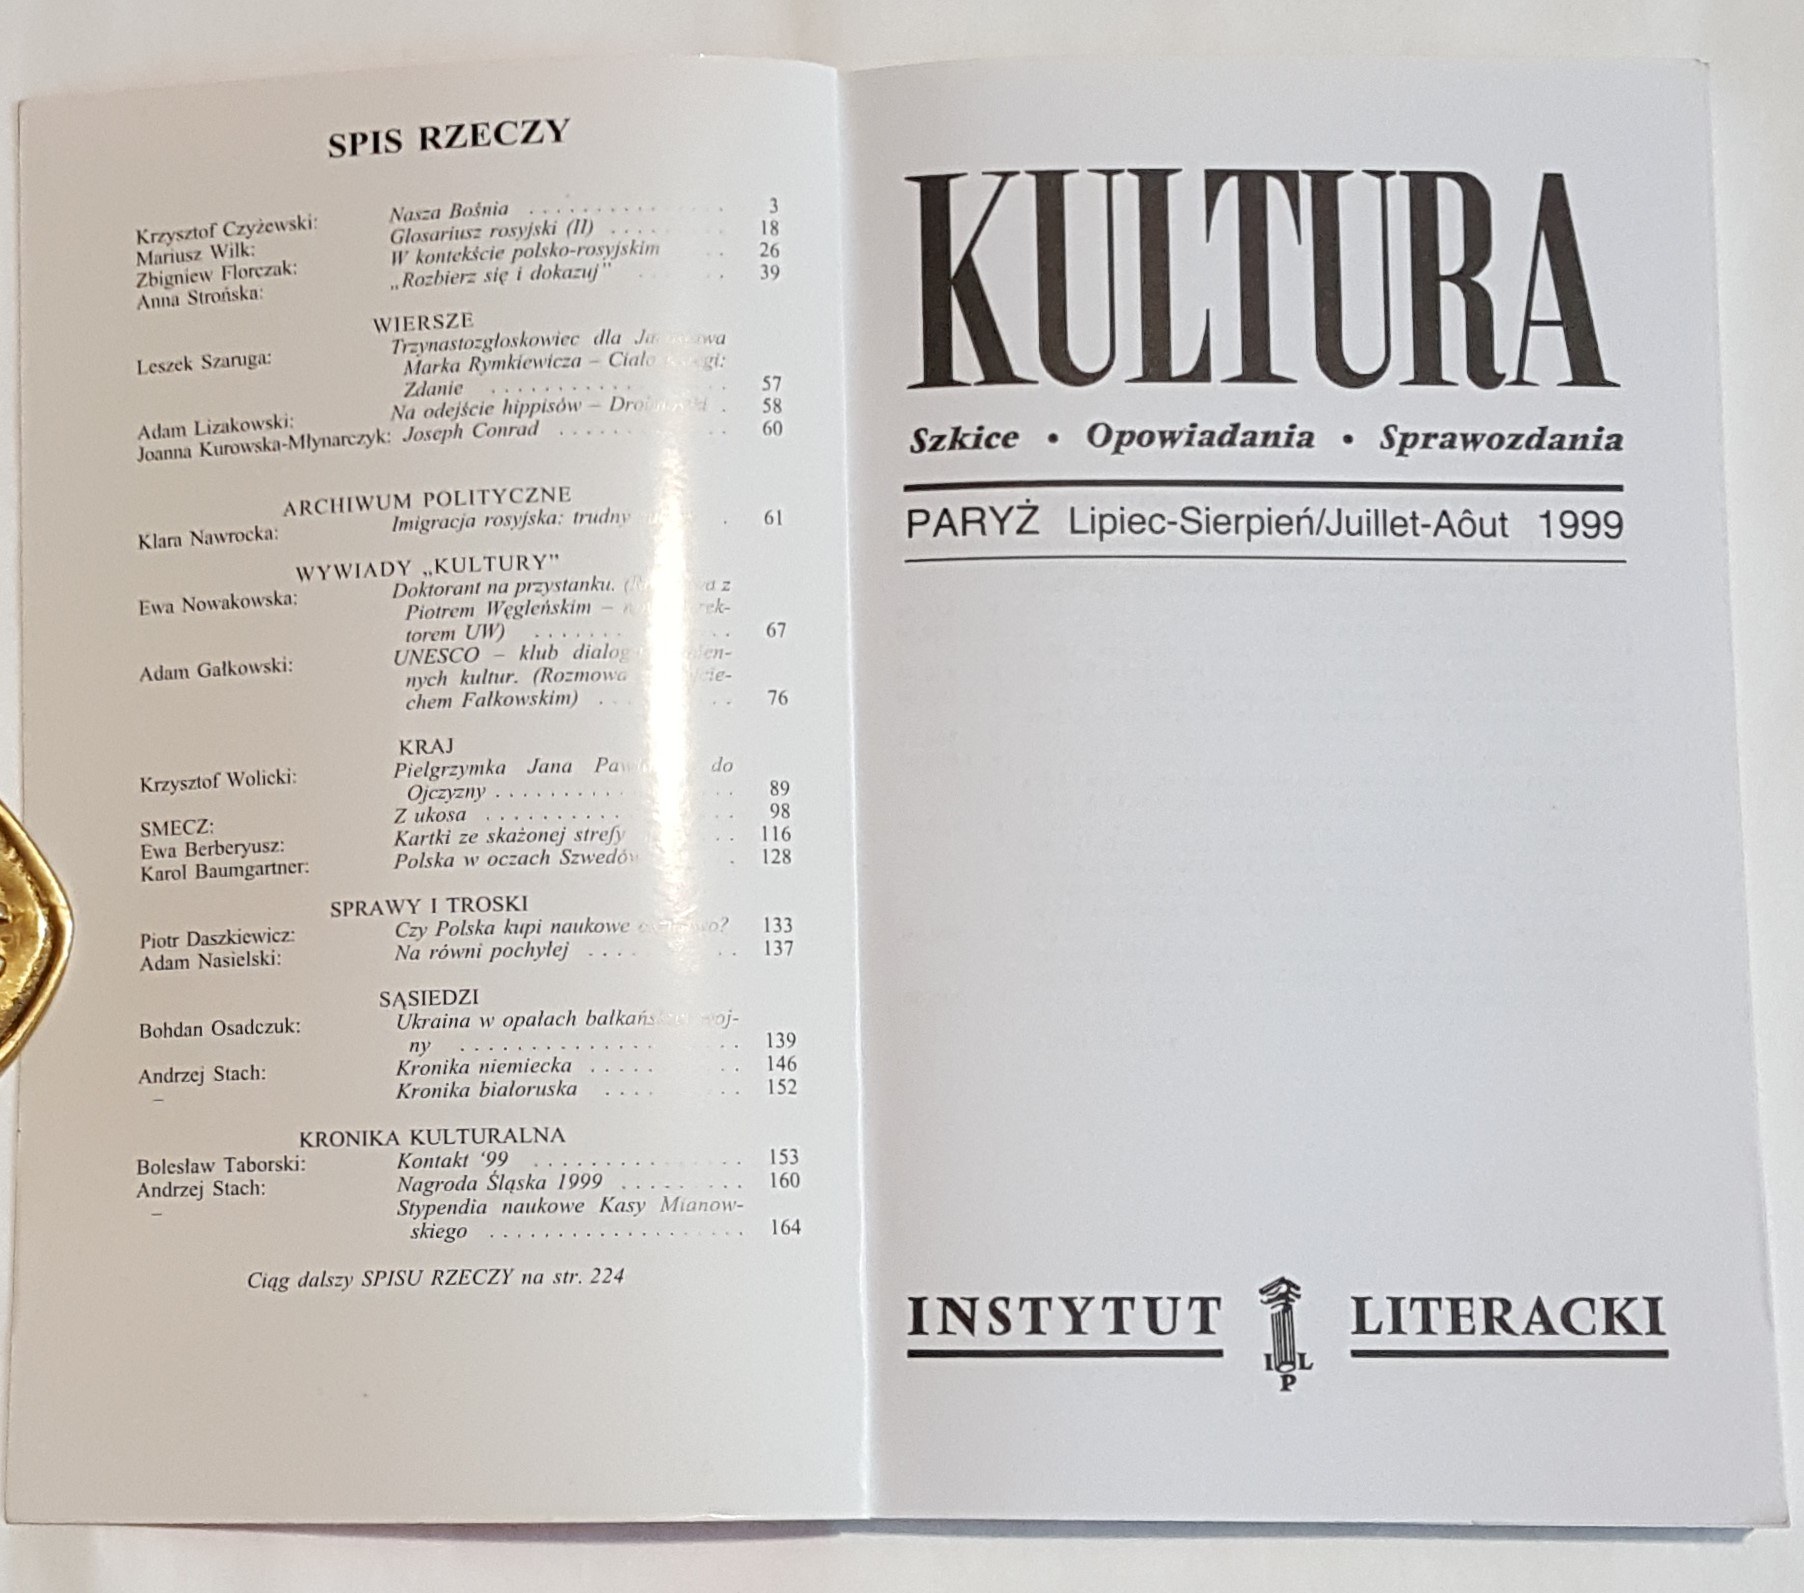 SPIS RZECZY
Krzysztof Czyżewski: Nasza Bośnia . . . . . . . . . . . . . 3
Mariusz Wilk: Glosariusz rosyjski (II) . . . . . . 18
Zbigniew Florczak: W kontekście polsko-rosyjskim . . 26
Anna Strońska: „Rozbierz się i dokazuj” . . . 39
WIERSZE
Leszek Szaruga: Trzynastozgłoskowiec dla
Marka Rymkiewicza – Ciało
Zdanie . . . . . . . . . . . . 57
Adam Lizakowski: Na odejście hippisów – . 58
Joanna Kurowska-Młynarczyk: Joseph Conrad . . . . . . . . . 60
ARCHIWUM POLITYCZNE
Klara Nawrocka: Imigracja rosyjska: trudny . 61
WYWIADY „KULTURY”
Ewa Nowakowska: Doktorant na przystanku. z
Piotrem Węgleńskim – rek-
torem UW) . . . . . . . . . 67
Adam Gałkowski: UNESCO – klub
nych kultur. (Rozmowa
chem Fałkowskim) . . . . 76
KRAJ
Krzysztof Wolicki: Pielgrzymka Jana do
Ojczyzny . . . . . . . . . . . . . 89
SMECZ: Z ukosa . . . . . . . . . . . . 98
Ewa Berberyusz: Kartki ze skażonej strefy . . 116
Karol Baumgartner: Polska w oczach Szwedów . 128
SPRAWY I TROSKI
Piotr Daszkiewicz: Czy Polska kupi naukowe 133
Adam Nasielski: Na równi pochyłej . . . . . . 137
SĄSIEDZI
Bohdan Osadczuk: Ukraina w opałach woj-
ny . . . . . . . . . . . . . . . . 139
Andrzej Stach: Kronika niemiecka . . . . . . . 146
– Kronika białoruska . . . . . . 152
KRONIKA KULTURALNA
Bolesław Taborski: Kontakt ‘99 . . . . . . . . . . . . . 153
Andrzej Stach: Nagroda Śląska 1999 . . . . . . . . . 160
– Stypendia naukowe Kasy Mianow-
skiego . . . . . . . . . . . . . . . . . . . 164
Ciąg dalszy SPISU RZECZY na str. 224
KULTURA
Szkice • Opowiadania • Sprawozdania
PARYŻ Lipiec-Sierpień/Juillet-Aôut 1999
INSTYTUT LITERACKI
I L
P